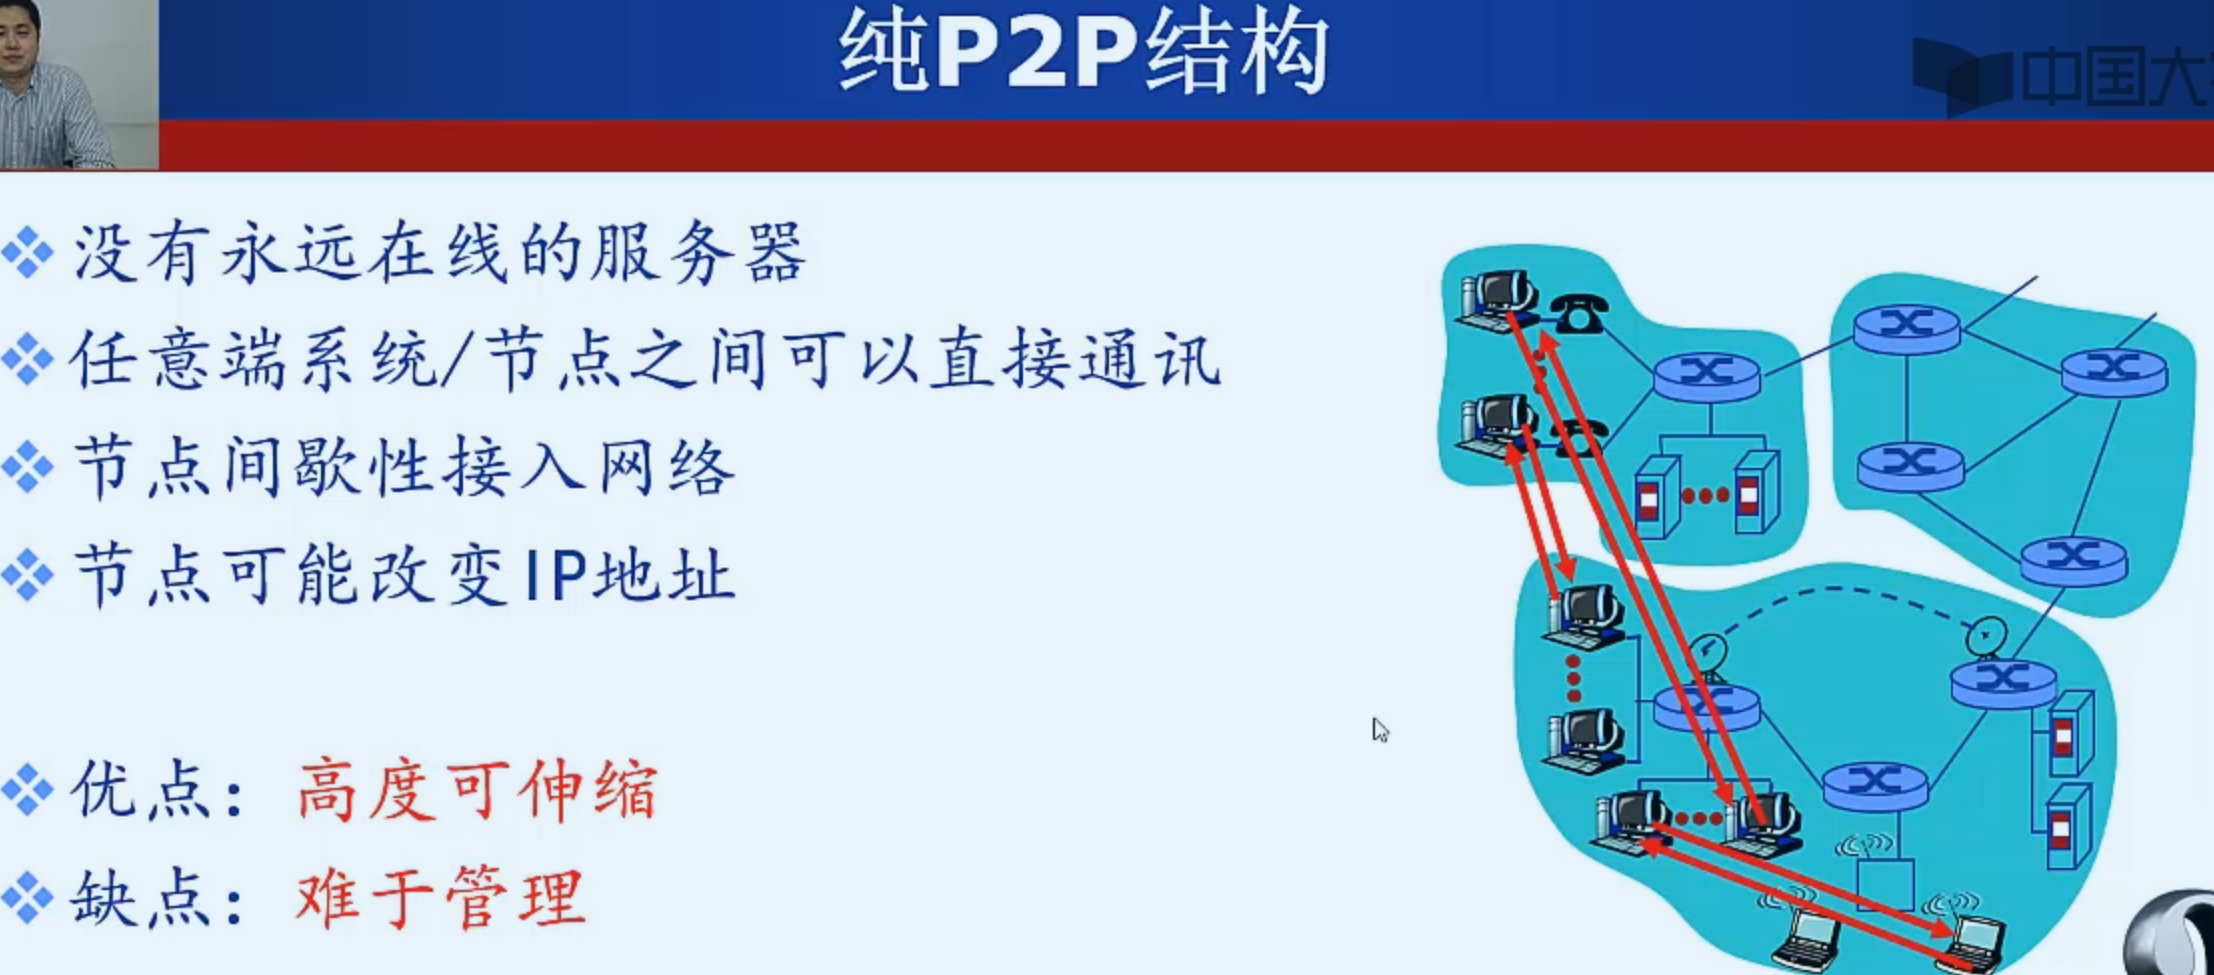 纯P2P结构
中国大
没有永远在线的服务器
任意端系统/节点之间可以直接通讯
节点间歇性接入网络
节点可能改变IP地址
优点：高度可伸缩
缺点：难于管理